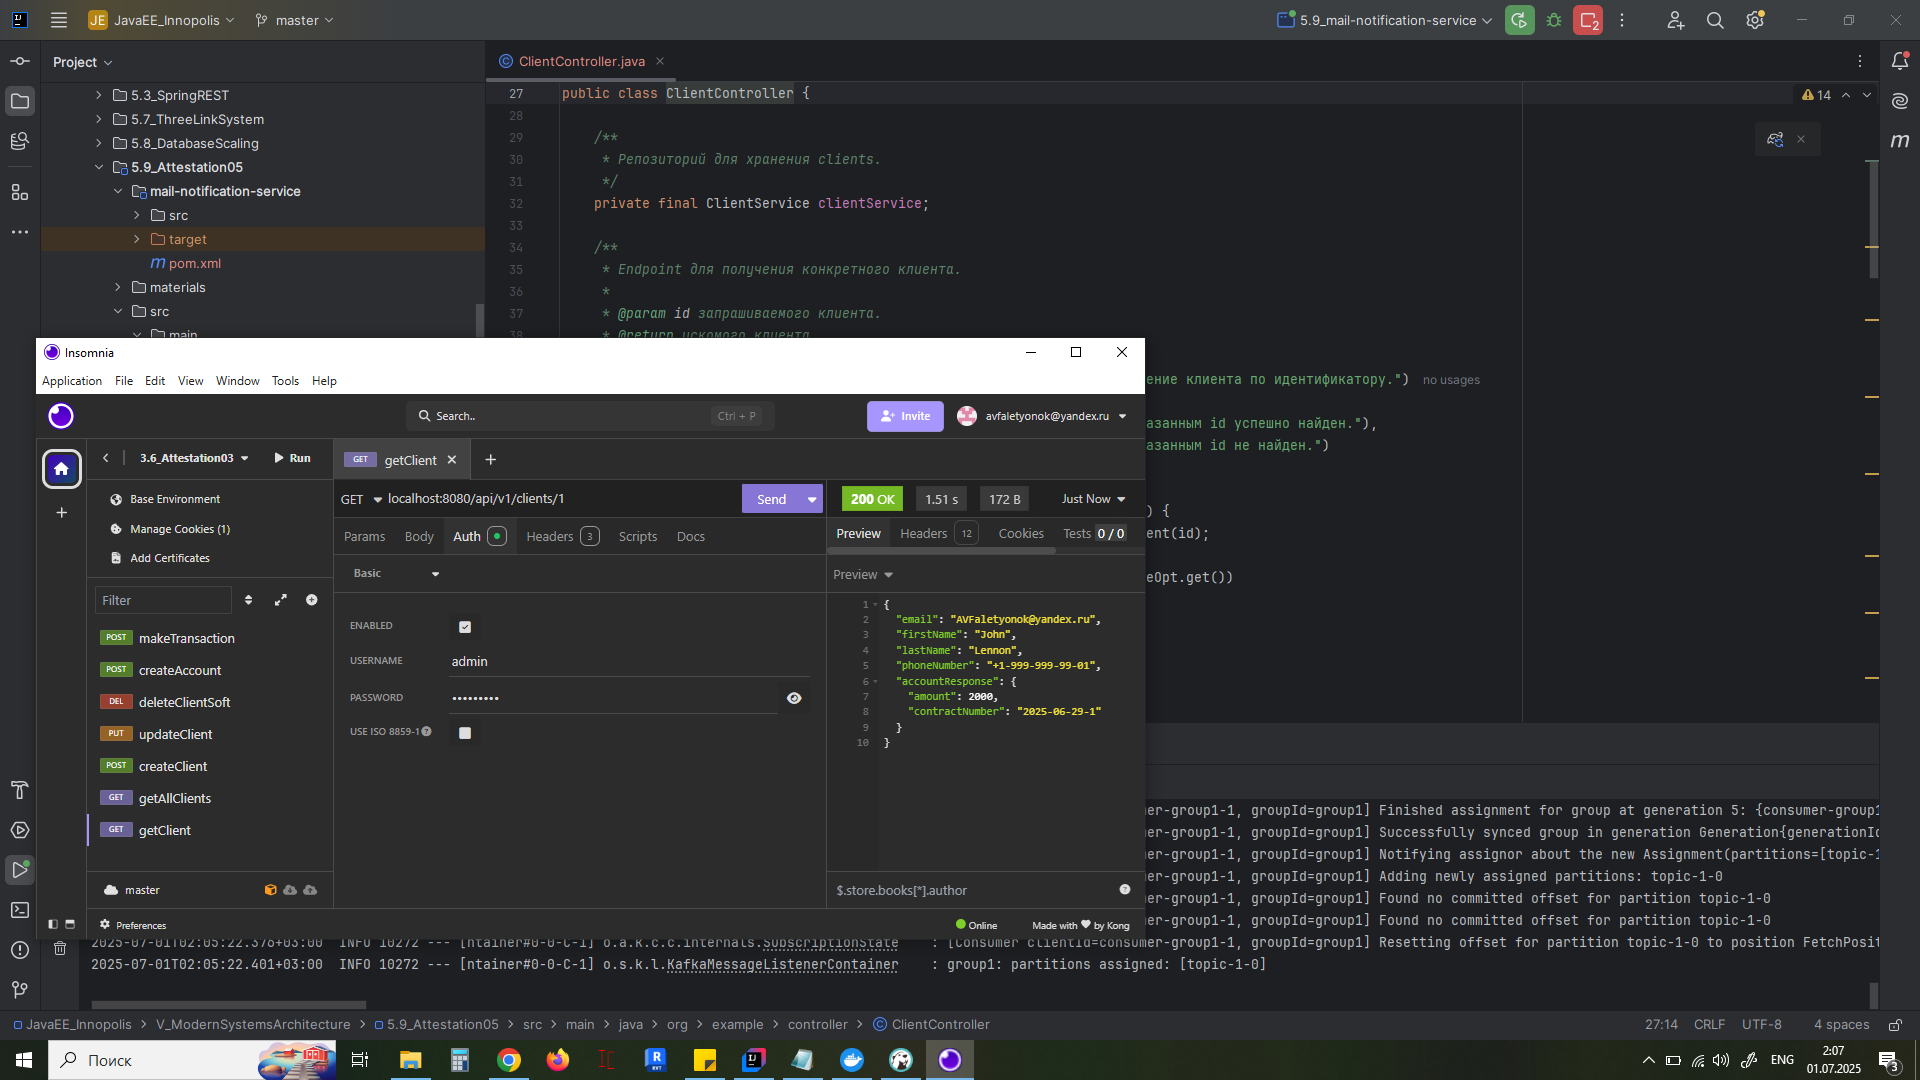 JE JavaEE_Innopolis
master
5.9_mail-notification-service
2
Project
5.3_SpringREST
5.7_ThreeLinkSystem
5.8_DatabaseScaling
5.9_Attestation05
mail-notification-service
src
target
pom.xml
materials
src
main
ClientController.java
14
27 public class ClientController {
28
29 /**
30 * Репозиторий для хранения clients.
31 */
32 private final ClientService clientService;
33
34 /**
35 * Endpoint для получения конкретного клиента.
36 *
37 * @param id запрашиваемого клиента.
38 * @return искомого клиента
ение клиента по идентификатору.") no usages
азанным id успешно найден."),
азанным id не найден.")
) {
ent(id);
eOpt.get())
Insomnia
Application File Edit View Window Tools Help
Search..
Ctrl + P
Invite
avfaletyonok@yandex.ru
3.6_Attestation03
Run
GET getClient
Base Environment
Manage Cookies (1)
Add Certificates
Filter
POST makeTransaction
POST createAccount
DEL deleteClientSoft
PUT updateClient
POST createClient
GET getAllClients
GET getClient
master
Preferences
GET localhost:8080/api/v1/clients/1
Send
Params Body Auth Headers 3 Scripts Docs
Basic
ENABLED
USERNAME admin
PASSWORD •••••••••
USE ISO 8859-1
200 OK 1.51 s 172 B Just Now
Preview Headers 12 Cookies Tests 0 / 0
Preview
1 {
2 "email": "AVFaletyonok@yandex.ru",
3 "firstName": "John",
4 "lastName": "Lennon",
5 "phoneNumber": "+1-999-999-99-01",
6 "accountResponse": {
7 "amount": 2000,
8 "contractNumber": "2025-06-29-1"
9 }
10 }
$.store.books[*].author
Online
Made with ♥ by Kong
er-group1-1, groupId=group1] Finished assignment for group at generation 5: {consumer-group1
er-group1-1, groupId=group1] Successfully synced group in generation Generation{generationId
er-group1-1, groupId=group1] Notifying assignor about the new Assignment(partitions=[topic-1
er-group1-1, groupId=group1] Adding newly assigned partitions: topic-1-0
er-group1-1, groupId=group1] Found no committed offset for partition topic-1-0
er-group1-1, groupId=group1] Found no committed offset for partition topic-1-0
2025-07-01T02:05:22.378+03:00 INFO 10272 --- [ntainer#0-0-C-1] o.a.k.c.c.internals.SubscriptionState : [Consumer clientId=consumer-group1-1, groupId=group1] Resetting offset for partition topic-1-0 to position FetchPosit
2025-07-01T02:05:22.401+03:00 INFO 10272 --- [ntainer#0-0-C-1] o.s.k.l.KafkaMessageListenerContainer : group1: partitions assigned: [topic-1-0]
JavaEE_Innopolis > V_ModernSystemsArchitecture > 5.9_Attestation05 > src > main > java > org > example > controller > ClientController
27:14 CRLF UTF-8 4 spaces
Поиск
ENG
2:07
01.07.2025
3